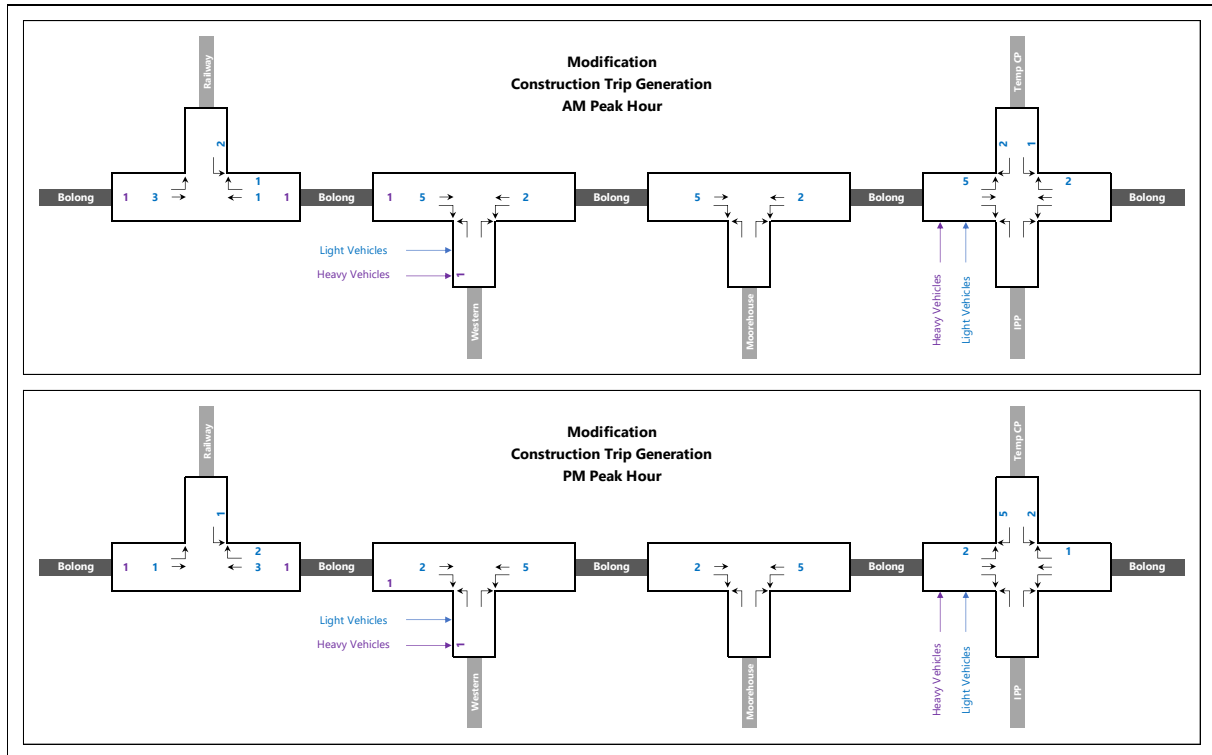 Modification
Construction Trip Generation
AM Peak Hour
Railway
Temp CP
2
2
1
1
5
2
Bolong
1
3
1
1
Bolong
1
5
2
Bolong
5
2
Bolong
Bolong
Light Vehicles
Heavy Vehicles
1
Heavy Vehicles
Light Vehicles
Western
Moorehouse
IPP
Modification
Construction Trip Generation
PM Peak Hour
Railway
Temp CP
1
5
2
2
2
1
Bolong
1
1
3
1
Bolong
2
5
Bolong
2
5
Bolong
Bolong
1
Light Vehicles
Heavy Vehicles
1
Heavy Vehicles
Light Vehicles
Western
Moorehouse
IPP